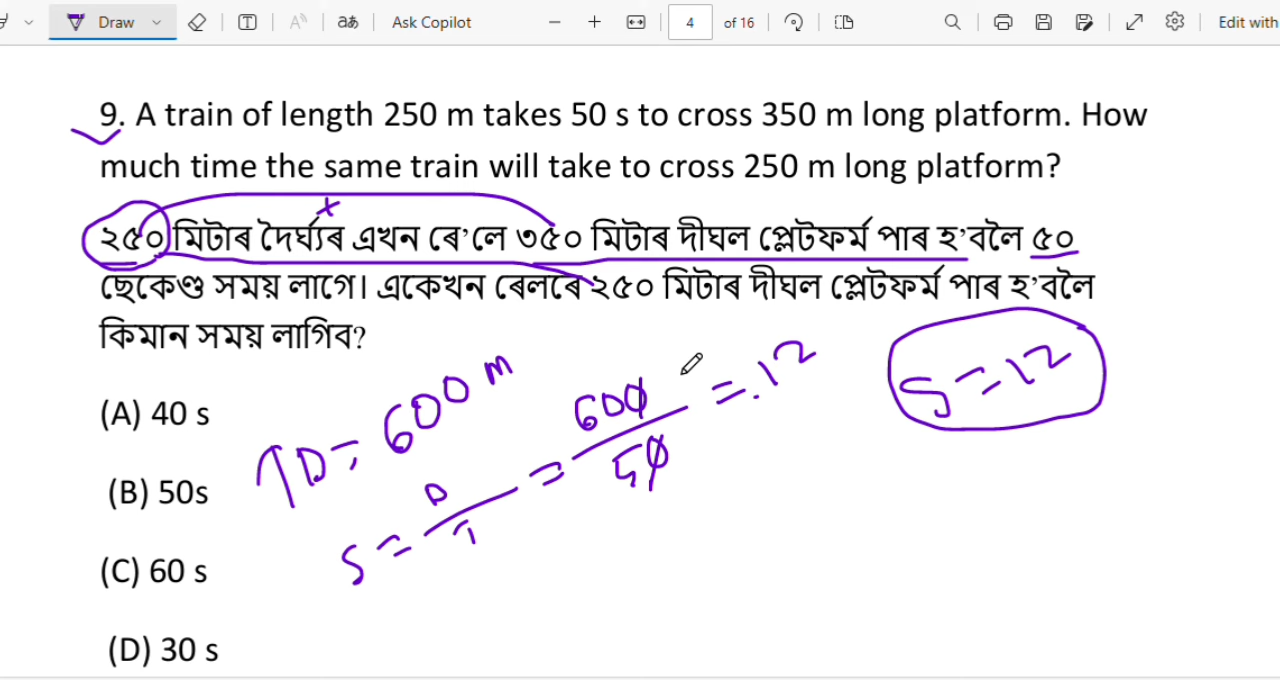 Draw aあ Ask Copilot 4 of 16 Edit with
9. A train of length 250 m takes 50 s to cross 350 m long platform. How
much time the same train will take to cross 250 m long platform?
২৫০ মিটাৰ দৈৰ্ঘ্যৰ এখন ৰে'লে ৩৫০ মিটাৰ দীঘল প্লেটফৰ্ম পাৰ হ'বলৈ ৫০
ছেকেণ্ড সময় লাগে। একেখন ৰেলৰে ২৫০ মিটাৰ দীঘল প্লেটফৰ্ম পাৰ হ'বলৈ
কিমান সময় লাগিব?
(A) 40 s
(B) 50s
(C) 60 s
(D) 30 s
TD = 600 m
S = D/T = 600/50 = 12
S = 12